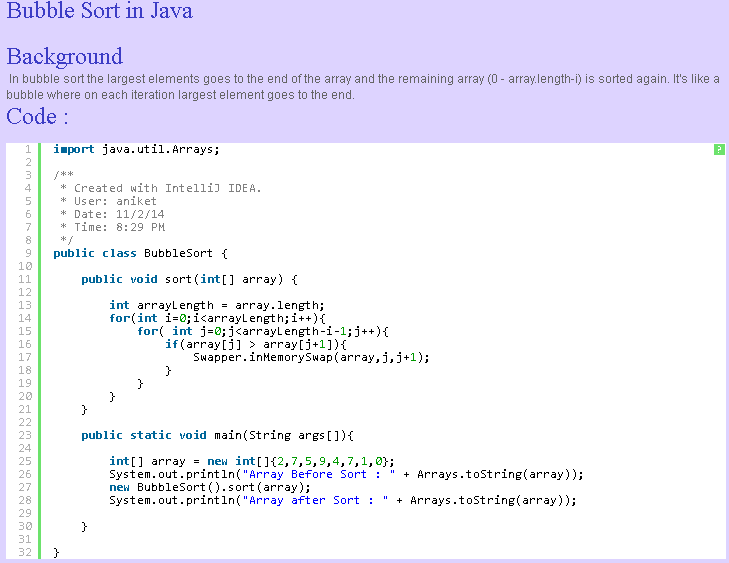 Bubble Sort in Java
Background
In bubble sort the largest elements goes to the end of the array and the remaining array (0 - array.length-i) is sorted again. It's like a
bubble where on each iteration largest element goes to the end.
Code :
?
1 import java.util.Arrays;
2
3 /**
4  * Created with IntelliJ IDEA.
5  * User: aniket
6  * Date: 11/2/14
7  * Time: 8:29 PM
8  */
9 public class BubbleSort {
10
11     public void sort(int[] array) {
12
13         int arrayLength = array.length;
14         for(int i=0;i<arrayLength;i++){
15             for( int j=0;j<arrayLength-i-1;j++){
16                 if(array[j] > array[j+1]){
17                     Swapper.inMemorySwap(array,j,j+1);
18                 }
19             }
20         }
21     }
22
23     public static void main(String args[]){
24
25         int[] array = new int[]{2,7,5,9,4,7,1,0};
26         System.out.println("Array Before Sort : " + Arrays.toString(array));
27         new BubbleSort().sort(array);
28         System.out.println("Array after Sort : " + Arrays.toString(array));
29
30     }
31
32 }